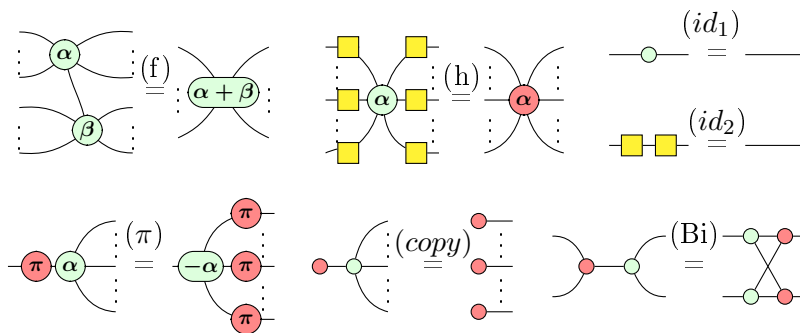 α
β
(f)
=
α + β
α
(h)
=
α
(id₁)
=
(id₂)
=
π α
(π)
=
π
−α π
π
(copy)
=
(Bi)
=